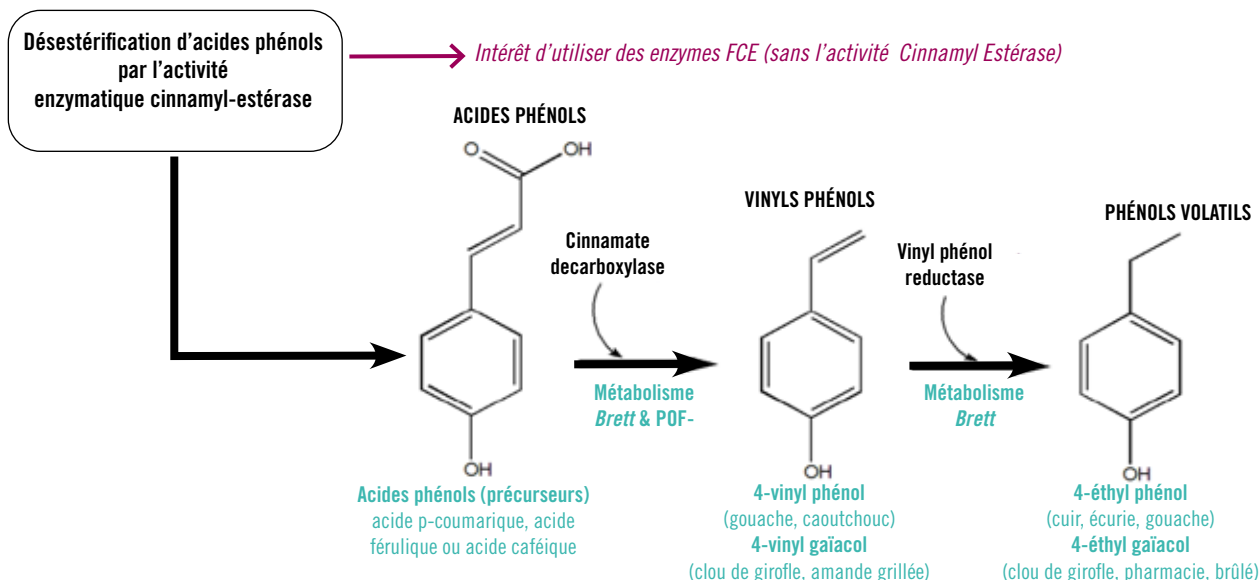 Désestérification d’acides phénols
par l’activité
enzymatique cinnamyl-estérase
Intérêt d’utiliser des enzymes FCE (sans l’activité Cinnamyl Estérase)
ACIDES PHÉNOLS
O
OH
OH
Acides phénols (précurseurs)
acide p-coumarique, acide
férulique ou acide caféique
Cinnamate
decarboxylase
Métabolisme
Brett & POF-
VINYLS PHÉNOLS
OH
4-vinyl phénol
(gouache, caoutchouc)
4-vinyl gaïacol
(clou de girofle, amande grillée)
Vinyl phénol
reductase
Métabolisme
Brett
PHÉNOLS VOLATILS
OH
4-éthyl phénol
(cuir, écurie, gouache)
4-éthyl gaïacol
(clou de girofle, pharmacie, brûlé)